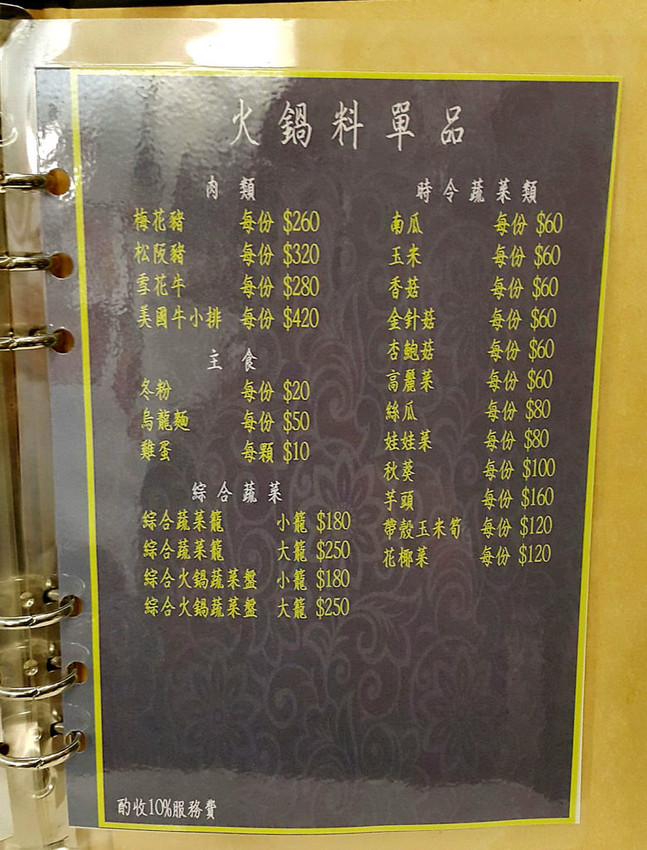 火鍋料單品
肉類
梅花豬 每份 $260
松阪豬 每份 $320
雪花牛 每份 $280
美國牛小排 每份 $420
主食
冬粉 每份 $20
烏龍麵 每份 $50
雞蛋 每顆 $10
綜合蔬菜
綜合蔬菜籠 小籠 $180
綜合蔬菜籠 大籠 $250
綜合火鍋蔬菜盤 小籠 $180
綜合火鍋蔬菜盤 大籠 $250
時令蔬菜類
南瓜 每份 $60
玉米 每份 $60
香菇 每份 $60
金針菇 每份 $60
杏鮑菇 每份 $60
高麗菜 每份 $60
絲瓜 每份 $80
娃娃菜 每份 $80
秋葵 每份 $100
芋頭 每份 $160
帶殼玉米筍 每份 $120
花椰菜 每份 $120
酌收10%服務費